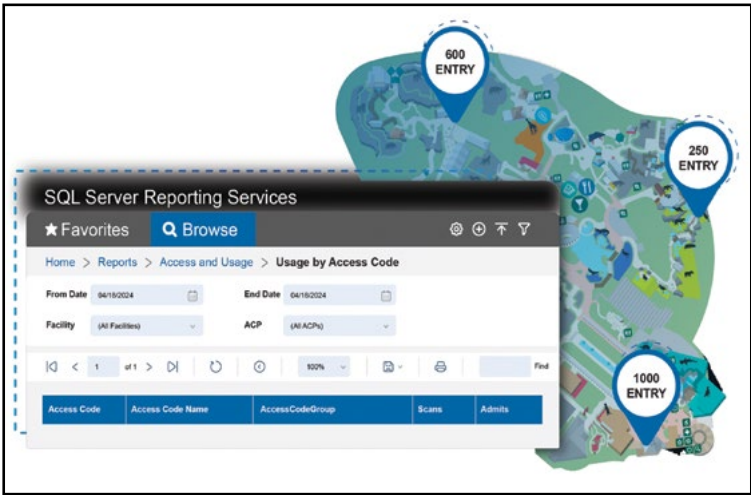 600
ENTRY
250
ENTRY
SQL Server Reporting Services
Favorites Browse
Home > Reports > Access and Usage > Usage by Access Code
From Date 04/18/2024 End Date 04/18/2024
Facility (All Facilities) ACP (All ACPs)
1 of 1 100% Find
1000
ENTRY
Access Code Access Code Name AccessCodeGroup Scans Admits